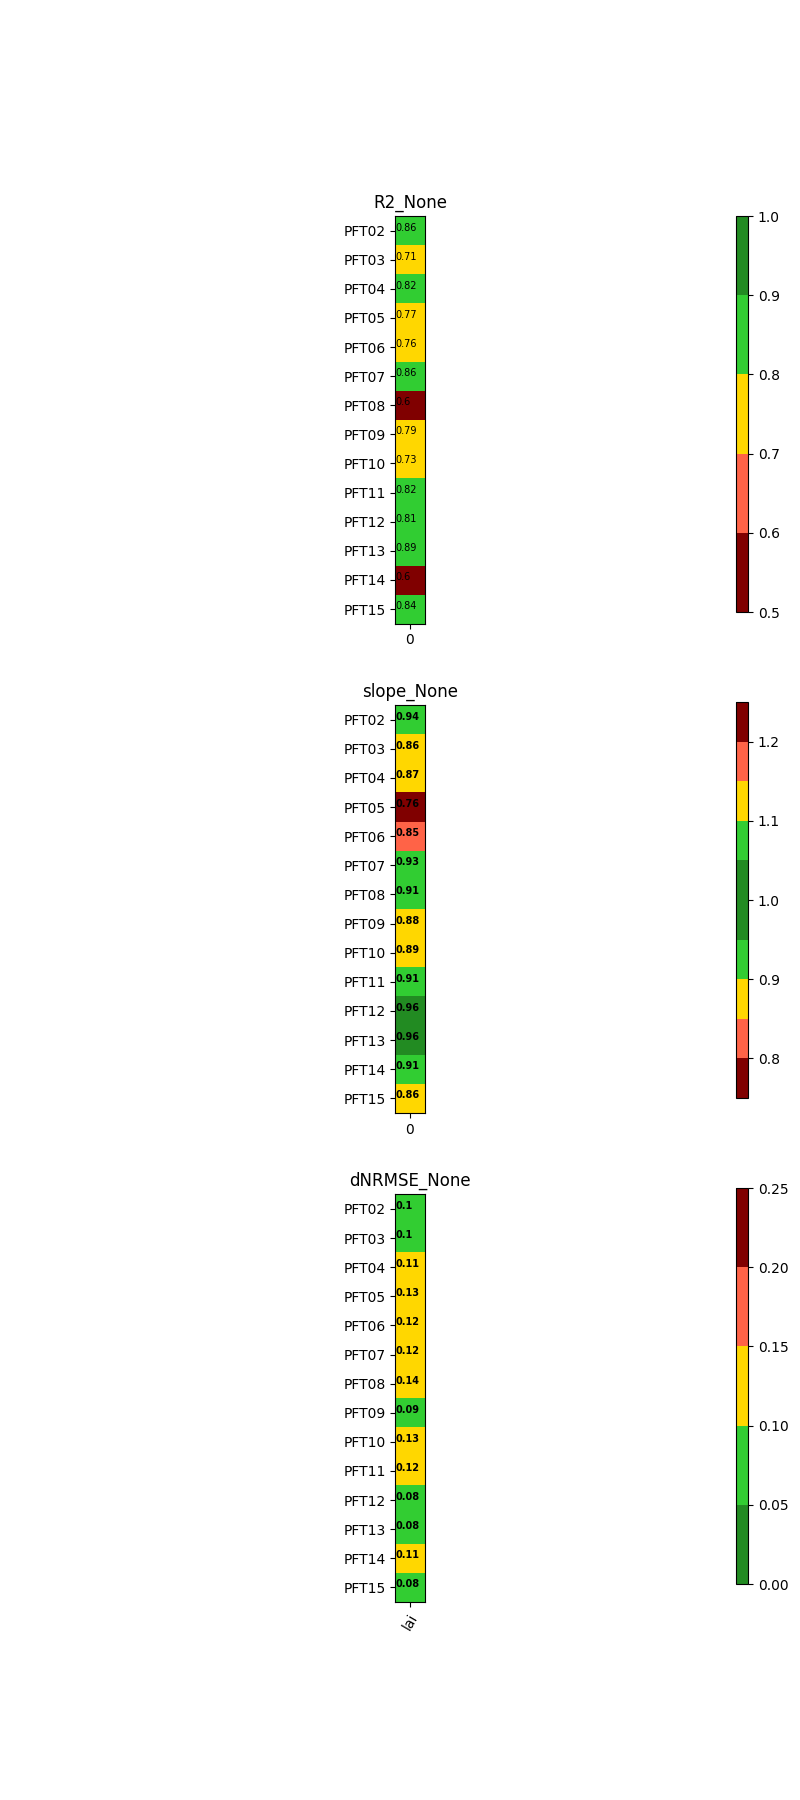 R2_None
PFT02 0.86
PFT03 0.71
PFT04 0.82
PFT05 0.77
PFT06 0.76
PFT07 0.86
PFT08 0.6
PFT09 0.79
PFT10 0.73
PFT11 0.82
PFT12 0.81
PFT13 0.89
PFT14 0.6
PFT15 0.84
0
1.0
0.9
0.8
0.7
0.6
0.5
slope_None
PFT02 0.94
PFT03 0.86
PFT04 0.87
PFT05 0.76
PFT06 0.85
PFT07 0.93
PFT08 0.91
PFT09 0.88
PFT10 0.89
PFT11 0.91
PFT12 0.96
PFT13 0.96
PFT14 0.91
PFT15 0.86
0
1.2
1.1
1.0
0.9
0.8
dNRMSE_None
PFT02 0.1
PFT03 0.1
PFT04 0.11
PFT05 0.13
PFT06 0.12
PFT07 0.12
PFT08 0.14
PFT09 0.09
PFT10 0.13
PFT11 0.12
PFT12 0.08
PFT13 0.08
PFT14 0.11
PFT15 0.08
lai
0.25
0.20
0.15
0.10
0.05
0.00